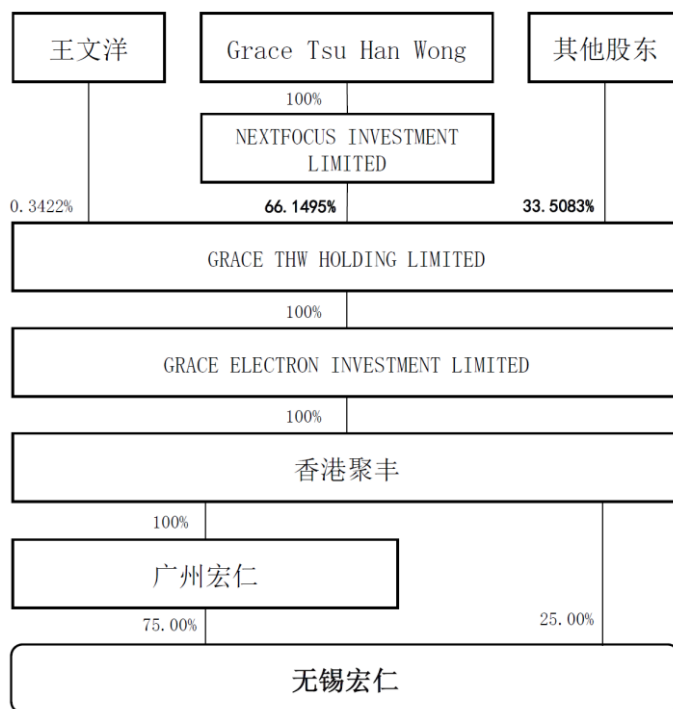 王文洋
Grace Tsu Han Wong
其他股东
100%
NEXTFOCUS INVESTMENT
LIMITED
0.3422%
66.1495%
33.5083%
GRACE THW HOLDING LIMITED
100%
GRACE ELECTRON INVESTMENT LIMITED
100%
香港聚丰
100%
广州宏仁
75.00%
25.00%
无锡宏仁